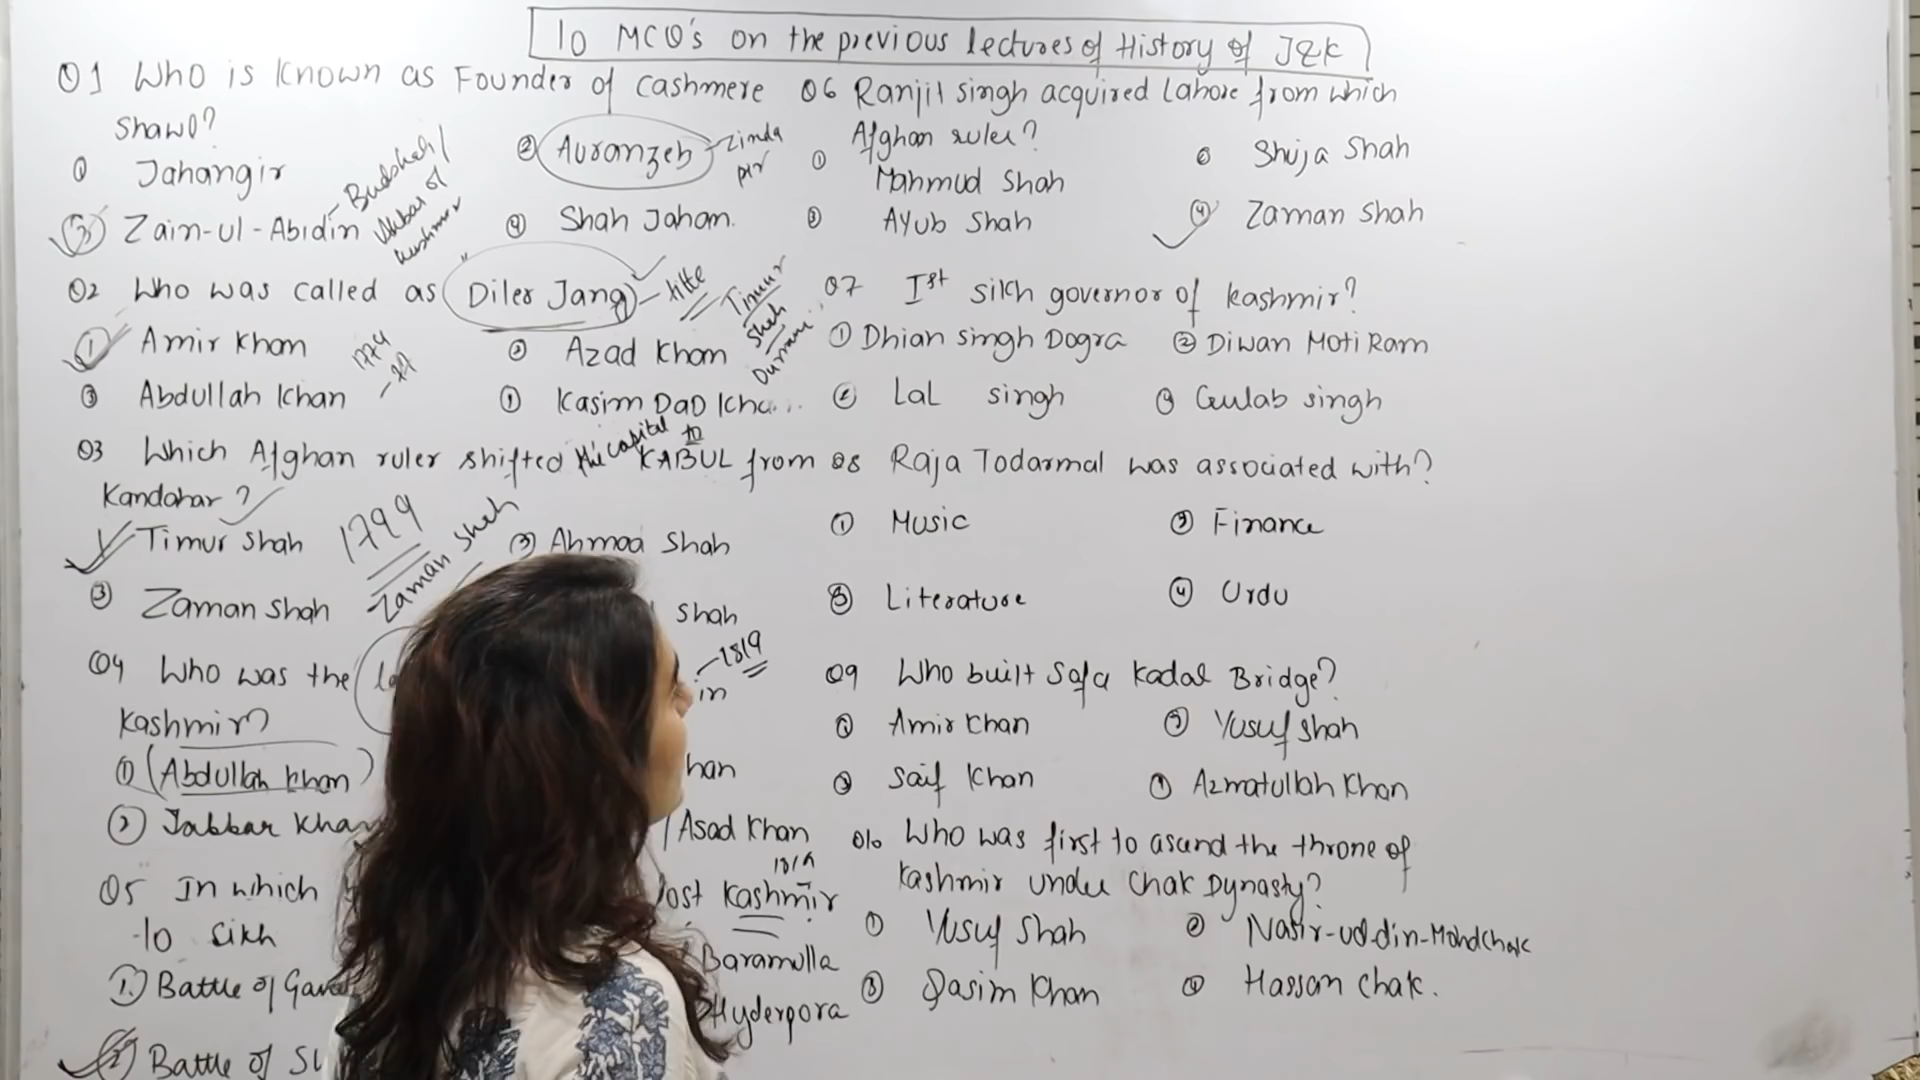 10 MCQ's on the previous lectures of History of J&K
Q1 Who is known as Founder of Cashmere
Shawl?
① Jahangir
② Auranzeb - Zinda
pir
③ Zain-ul-Abidin - Budshah/
Akbar of
Kashmir
④ Shah Jahan.
Q2 Who was called as "Diler Jang - title
① Amir Khan
② Azad Khan
③ Abdullah Khan
① Kasim DaD
1774
Timur
Shah
Durrani
Q3 Which Afghan ruler shifted the capital to KABUL from
Kandahar?
Timur Shah
③ Ahmad Shah
③ Zaman Shah
Shah
1799
Zaman Shah
Q4 Who was the
in
-1819
Kashmir
① (Abdullah Khan)
② Jabbar Khan
Asad Khan
Q5 In which
Kashmir
to Sikh
① Battle of
Baramulla
② Battle of
Hyderpora
Q6 Ranjit singh acquired Lahore from which
Afghan ruler?
① Mahmud Shah
Shuja Shah
③ Ayub Shah
④ Zaman Shah
Q7 Ist sikh governor of Kashmir?
① Dhian singh Dogra
② Diwan Moti Ram
② Lal singh
④ Gulab singh
Q8 Raja Todarmal was associated with?
① Music
② Finance
③ Literature
④ Urdu
Q9 Who built Safa Kadal Bridge?
① Amir Khan
② Yusuf Shah
③ Saif Khan
④ Azmatullah Khan
Q10 Who was first to ascend the throne of
Kashmir under Chak Dynasty?
① Yusuf Shah
② Nasir-ud-din-Mohd Chak
③ Qasim Khan
④ Hassan Chak.